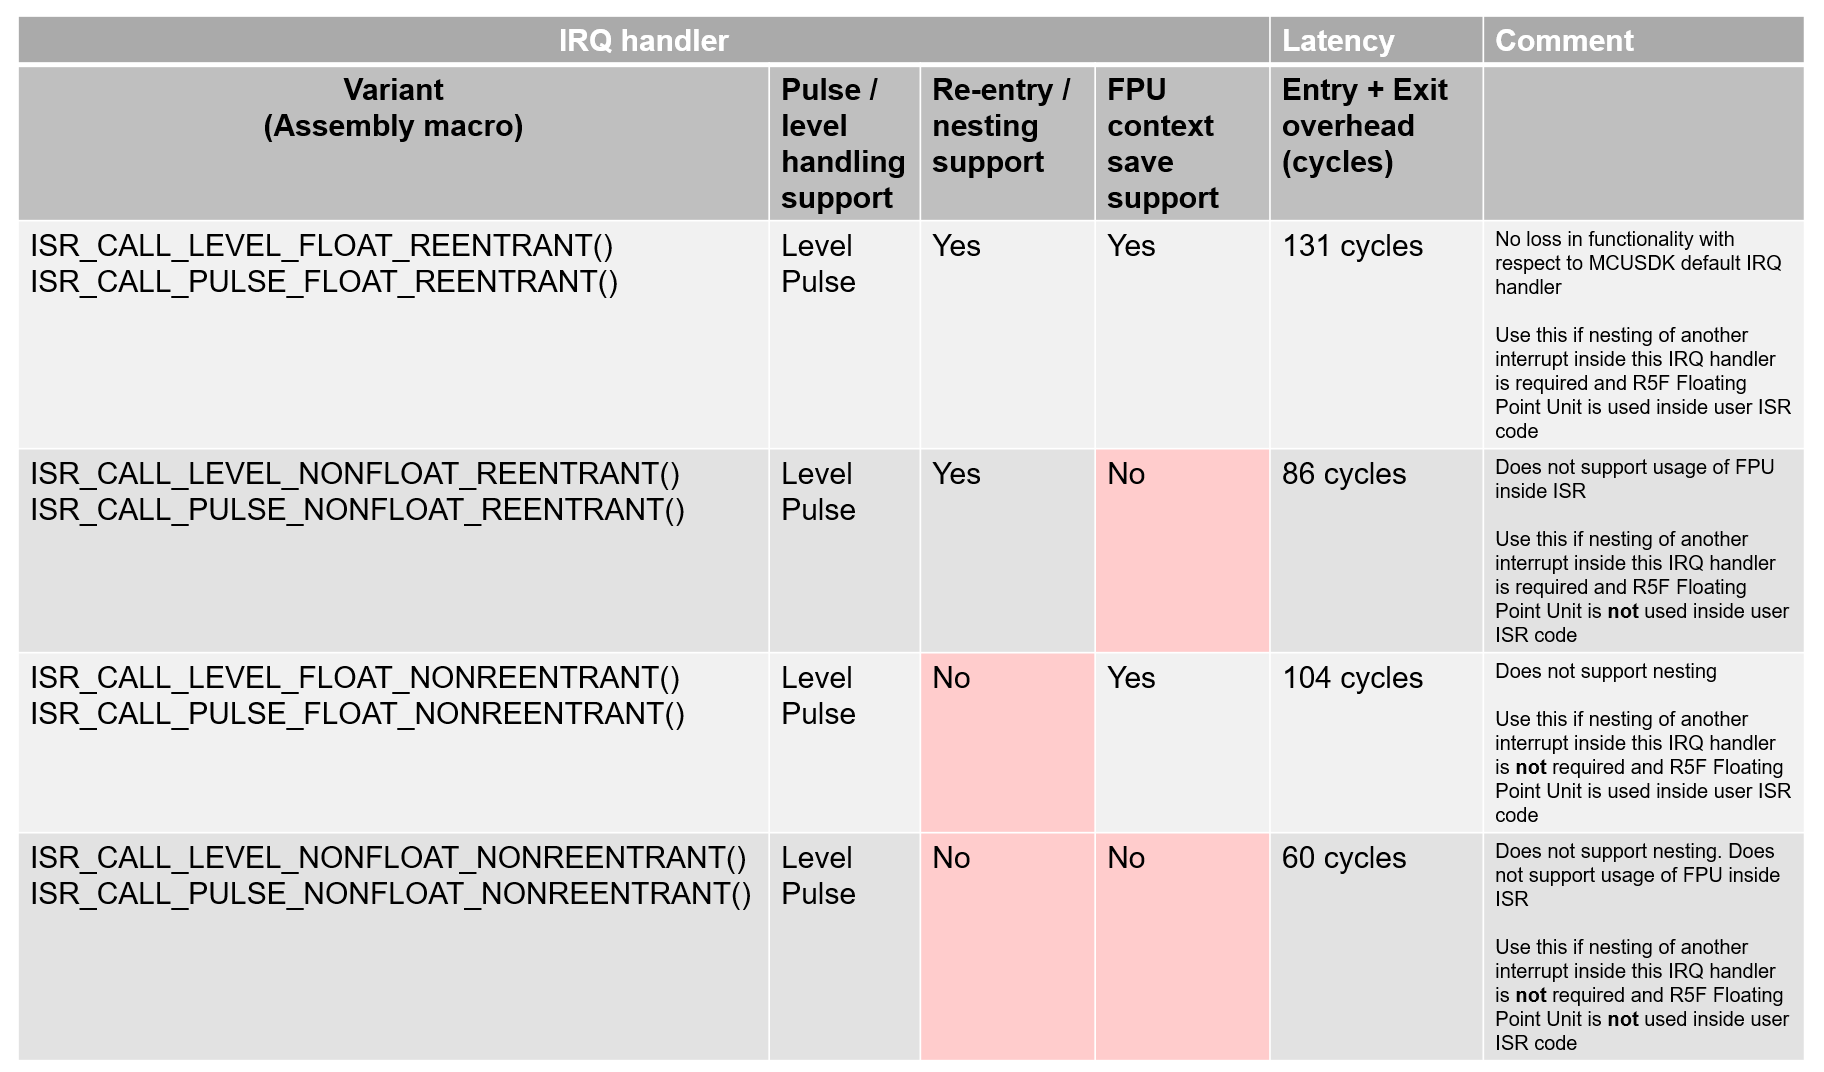 IRQ handler
Latency
Comment
Variant
(Assembly macro)
Pulse /
level
handling
support
Re-entry /
nesting
support
FPU
context
save
support
Entry + Exit
overhead
(cycles)
ISR_CALL_LEVEL_FLOAT_REENTRANT()
ISR_CALL_PULSE_FLOAT_REENTRANT()
Level
Pulse
Yes
Yes
131 cycles
No loss in functionality with
respect to MCUSDK default IRQ
handler
Use this if nesting of another
interrupt inside this IRQ handler
is required and R5F Floating
Point Unit is used inside user ISR
code
ISR_CALL_LEVEL_NONFLOAT_REENTRANT()
ISR_CALL_PULSE_NONFLOAT_REENTRANT()
Level
Pulse
Yes
No
86 cycles
Does not support usage of FPU
inside ISR
Use this if nesting of another
interrupt inside this IRQ handler
is required and R5F Floating
Point Unit is not used inside user
ISR code
ISR_CALL_LEVEL_FLOAT_NONREENTRANT()
ISR_CALL_PULSE_FLOAT_NONREENTRANT()
Level
Pulse
No
Yes
104 cycles
Does not support nesting
Use this if nesting of another
interrupt inside this IRQ handler
is not required and R5F Floating
Point Unit is used inside user ISR
code
ISR_CALL_LEVEL_NONFLOAT_NONREENTRANT()
ISR_CALL_PULSE_NONFLOAT_NONREENTRANT()
Level
Pulse
No
No
60 cycles
Does not support nesting. Does
not support usage of FPU inside
ISR
Use this if nesting of another
interrupt inside this IRQ handler
is not required and R5F Floating
Point Unit is not used inside user
ISR code